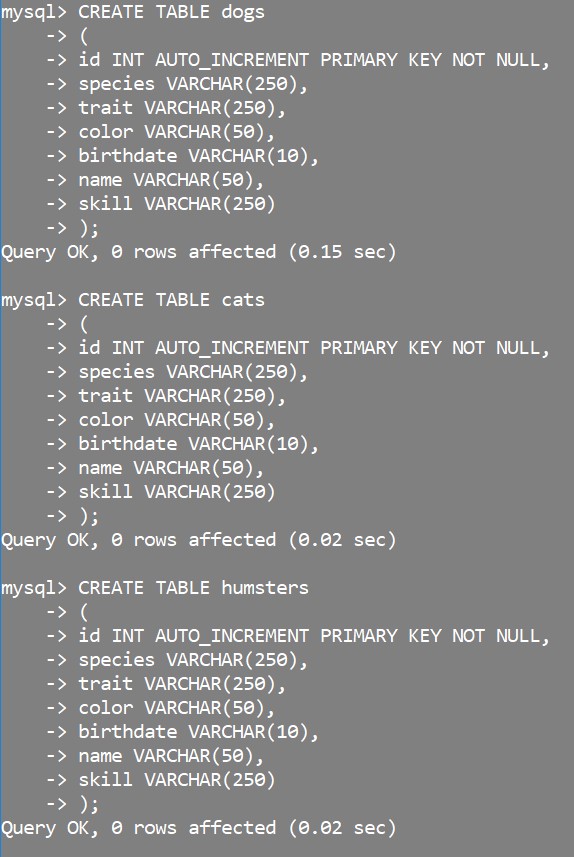 mysql> CREATE TABLE dogs
    -> (
    -> id INT AUTO_INCREMENT PRIMARY KEY NOT NULL,
    -> species VARCHAR(250),
    -> trait VARCHAR(250),
    -> color VARCHAR(50),
    -> birthdate VARCHAR(10),
    -> name VARCHAR(50),
    -> skill VARCHAR(250)
    -> );
Query OK, 0 rows affected (0.15 sec)

mysql> CREATE TABLE cats
    -> (
    -> id INT AUTO_INCREMENT PRIMARY KEY NOT NULL,
    -> species VARCHAR(250),
    -> trait VARCHAR(250),
    -> color VARCHAR(50),
    -> birthdate VARCHAR(10),
    -> name VARCHAR(50),
    -> skill VARCHAR(250)
    -> );
Query OK, 0 rows affected (0.02 sec)

mysql> CREATE TABLE humsters
    -> (
    -> id INT AUTO_INCREMENT PRIMARY KEY NOT NULL,
    -> species VARCHAR(250),
    -> trait VARCHAR(250),
    -> color VARCHAR(50),
    -> birthdate VARCHAR(10),
    -> name VARCHAR(50),
    -> skill VARCHAR(250)
    -> );
Query OK, 0 rows affected (0.02 sec)